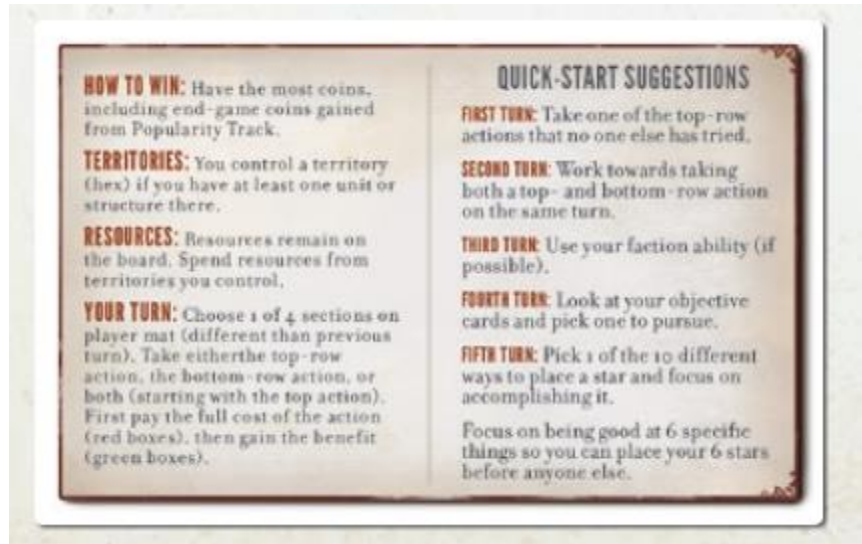 HOW TO WIN: Have the most coins,
including end-game coins gained
from Popularity Track.
TERRITORIES: You control a territory
(hex) if you have at least one unit or
structure there.
RESOURCES: Resources remain on
the board. Spend resources from
territories you control.
YOUR TURN: Choose 1 of 4 sections on
player mat (different than previous
turn). Take eitherthe top-row
action, the bottom-row action, or
both (starting with the top action).
First pay the full cost of the action
(red boxes), then gain the benefit
(green boxes).
QUICK-START SUGGESTIONS
FIRST TURN: Take one of the top-row
actions that no one else has tried.
SECOND TURN: Work towards taking
both a top- and bottom-row action
on the same turn.
THIRD TURN: Use your faction ability (if
possible).
FOURTH TURN: Look at your objective
cards and pick one to pursue.
FIFTH TURN: Pick 1 of the 10 different
ways to place a star and focus on
accomplishing it.
Focus on being good at 6 specific
things so you can place your 6 stars
before anyone else.